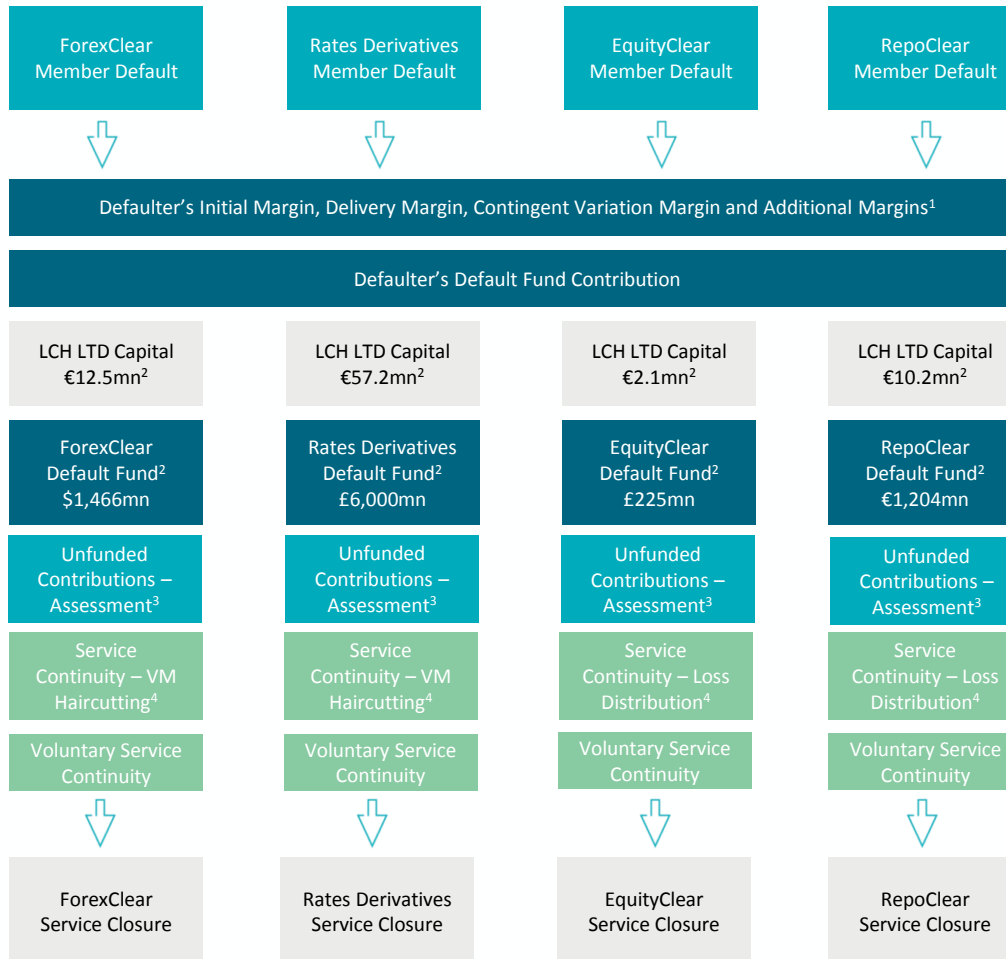 ForexClear
Member Default
Rates Derivatives
Member Default
EquityClear
Member Default
RepoClear
Member Default
Defaulter's Initial Margin, Delivery Margin, Contingent Variation Margin and Additional Margins¹
Defaulter's Default Fund Contribution
LCH LTD Capital
€12.5mn²
LCH LTD Capital
€57.2mn²
LCH LTD Capital
€2.1mn²
LCH LTD Capital
€10.2mn²
ForexClear
Default Fund²
$1,466mn
Rates Derivatives
Default Fund²
£6,000mn
EquityClear
Default Fund²
£225mn
RepoClear
Default Fund²
€1,204mn
Unfunded
Contributions –
Assessment³
Unfunded
Contributions –
Assessment³
Unfunded
Contributions –
Assessment³
Unfunded
Contributions –
Assessment³
Service
Continuity – VM
Haircutting⁴
Service
Continuity – VM
Haircutting⁴
Service
Continuity – Loss
Distribution⁴
Service
Continuity – Loss
Distribution⁴
Voluntary Service
Continuity
Voluntary Service
Continuity
Voluntary Service
Continuity
Voluntary Service
Continuity
ForexClear
Service Closure
Rates Derivatives
Service Closure
EquityClear
Service Closure
RepoClear
Service Closure